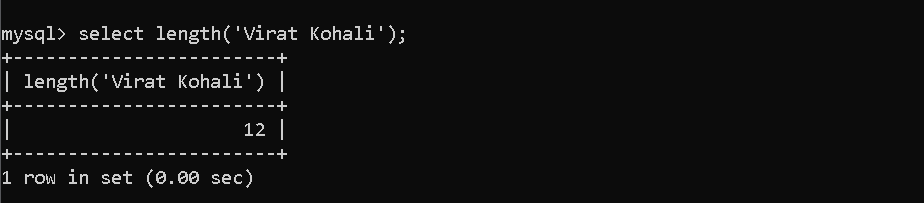 mysql> select length('Virat Kohali');
+------------------------+
| length('Virat Kohali') |
+------------------------+
|                     12 |
+------------------------+
1 row in set (0.00 sec)